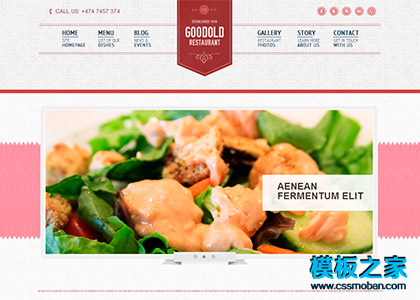 CALL US. +474 7457 374
ESTABLISHED 1978
GOODOLD
RESTAURANT
HOME
SITE
HOMEPAGE
MENU
LIST OF OUR
DISHES
BLOG
NEWS &
EVENTS
GALLERY
RESTAURANT
PHOTOS
STORY
LEARN MORE
ABOUT US
CONTACT
GET IN TOUCH
WITH US
AENEAN
FERMENTUM ELIT
模板之家
www.cssmoban.com